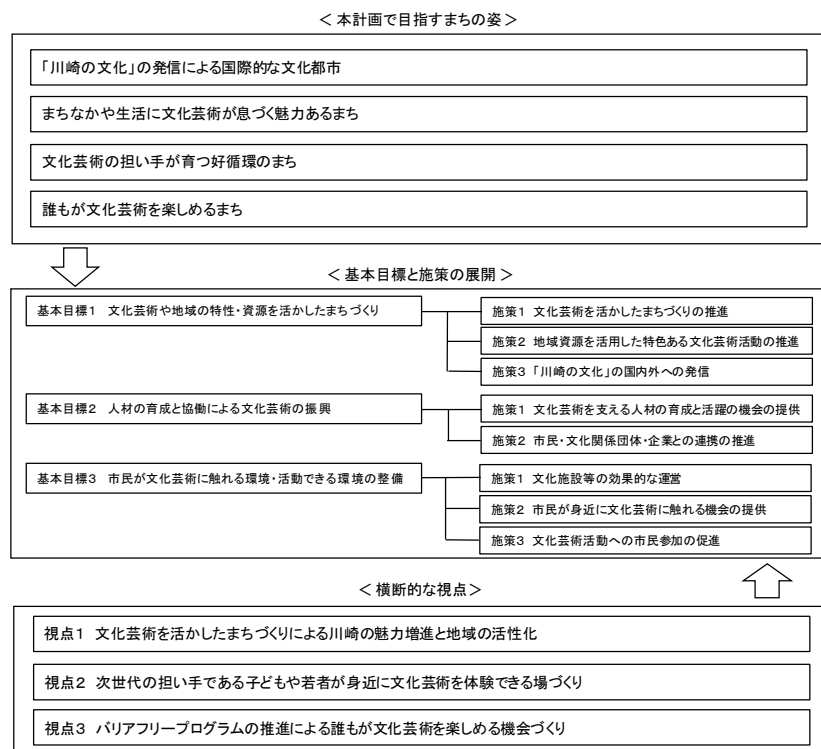 ＜本計画で目指すまちの姿＞
「川崎の文化」の発信による国際的な文化都市
まちなかや生活に文化芸術が息づく魅力あるまち
文化芸術の担い手が育つ好循環のまち
誰もが文化芸術を楽しめるまち
＜基本目標と施策の展開＞
基本目標１　文化芸術や地域の特性・資源を活かしたまちづくり
施策１　文化芸術を活かしたまちづくりの推進
施策２　地域資源を活用した特色ある文化芸術活動の推進
施策３　「川崎の文化」の国内外への発信
基本目標２　人材の育成と協働による文化芸術の振興
施策１　文化芸術を支える人材の育成と活躍の機会の提供
施策２　市民・文化関係団体・企業との連携の推進
基本目標３　市民が文化芸術に触れる環境・活動できる環境の整備
施策１　文化施設等の効果的な運営
施策２　市民が身近に文化芸術に触れる機会の提供
施策３　文化芸術活動への市民参加の促進
＜横断的な視点＞
視点１　文化芸術を活かしたまちづくりによる川崎の魅力増進と地域の活性化
視点２　次世代の担い手である子どもや若者が身近に文化芸術を体験できる場づくり
視点３　バリアフリープログラムの推進による誰もが文化芸術を楽しめる機会づくり